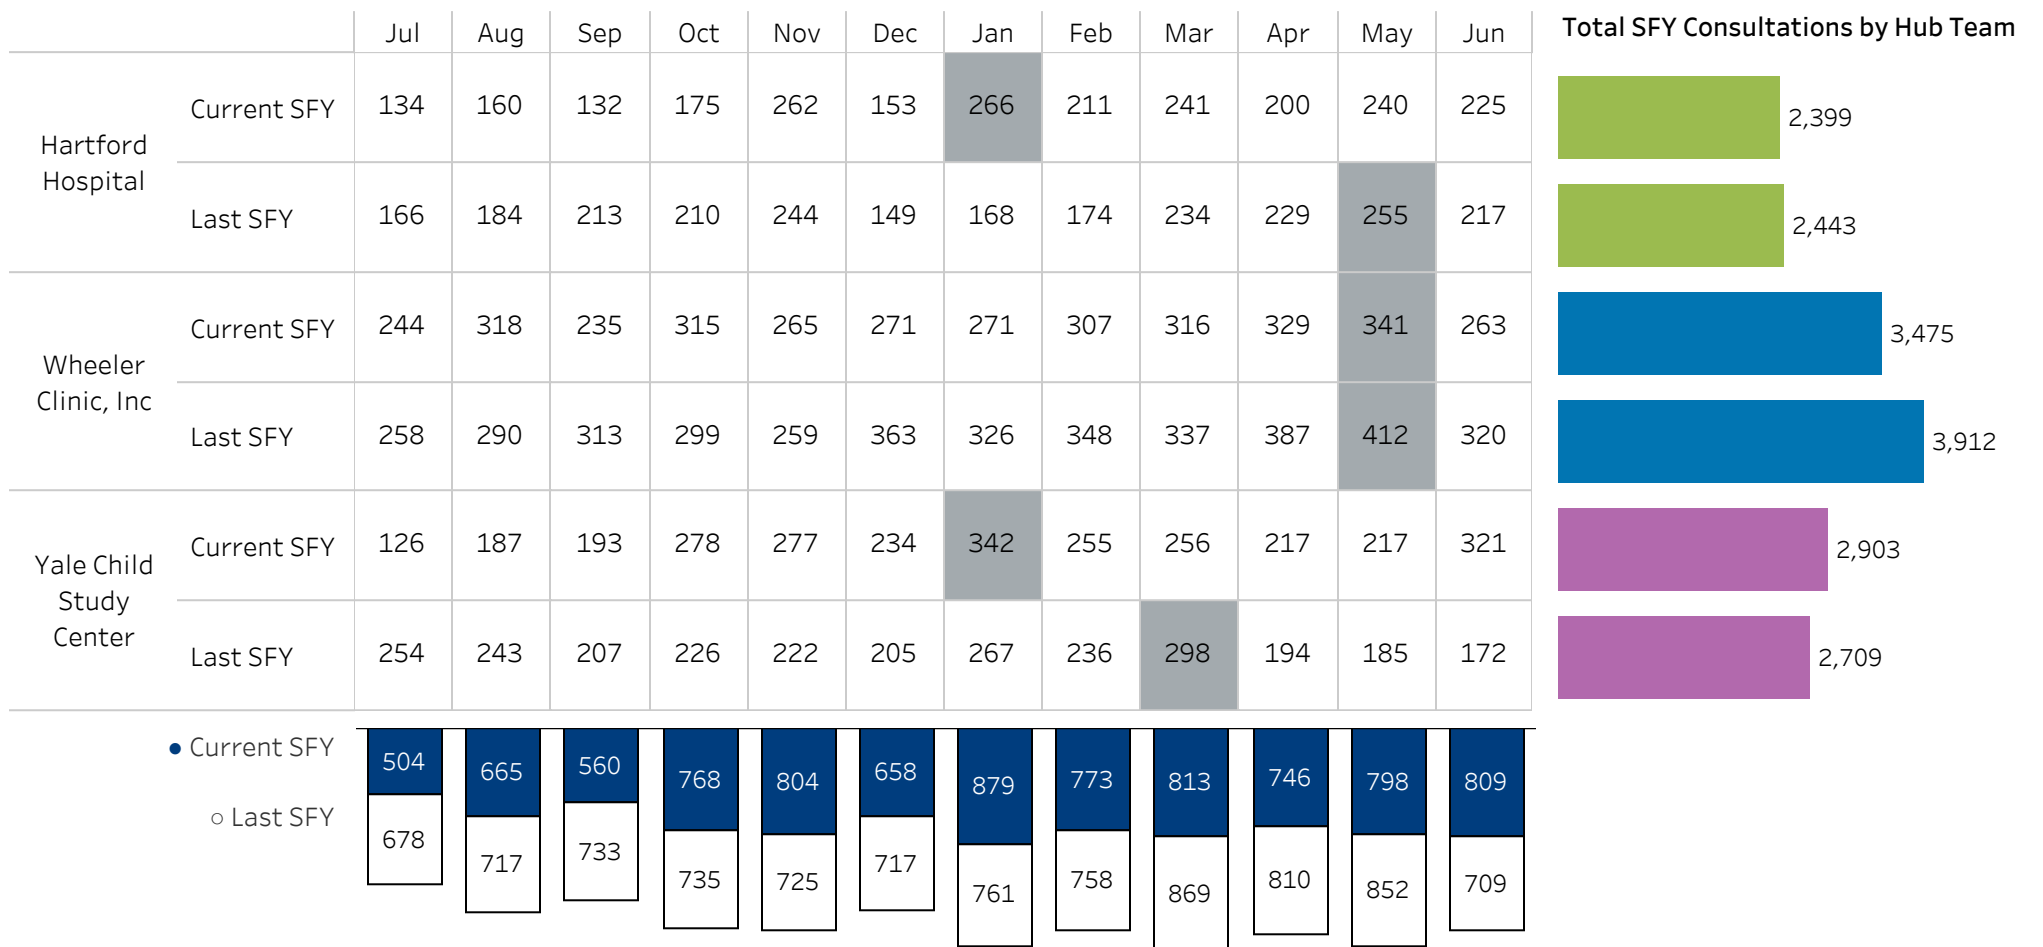 Jul Aug Sep Oct Nov Dec Jan Feb Mar Apr May Jun
Total SFY Consultations by Hub Team
Hartford
Hospital
Current SFY 134 160 132 175 262 153 266 211 241 200 240 225
2,399
Last SFY 166 184 213 210 244 149 168 174 234 229 255 217
2,443
Wheeler
Clinic, Inc
Current SFY 244 318 235 315 265 271 271 307 316 329 341 263
3,475
Last SFY 258 290 313 299 259 363 326 348 337 387 412 320
3,912
Yale Child
Study
Center
Current SFY 126 187 193 278 277 234 342 255 256 217 217 321
2,903
Last SFY 254 243 207 226 222 205 267 236 298 194 185 172
2,709
● Current SFY
504 665 560 768 804 658 879 773 813 746 798 809
○ Last SFY
678 717 733 735 725 717 761 758 869 810 852 709